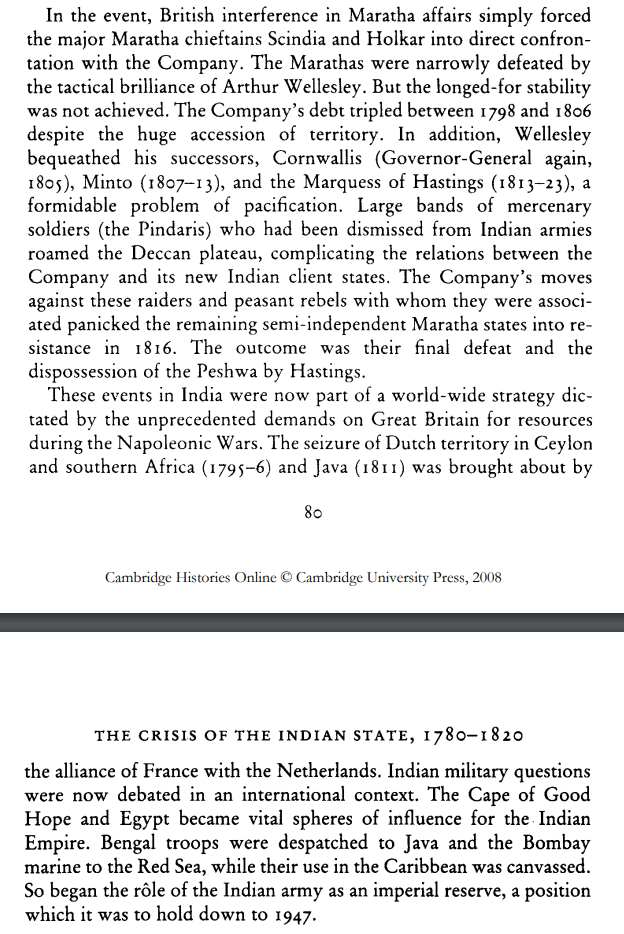 In the event, British interference in Maratha affairs simply forced
the major Maratha chieftains Scindia and Holkar into direct confron-
tation with the Company. The Marathas were narrowly defeated by
the tactical brilliance of Arthur Wellesley. But the longed-for stability
was not achieved. The Company's debt tripled between 1798 and 1806
despite the huge accession of territory. In addition, Wellesley
bequeathed his successors, Cornwallis (Governor-General again,
1805), Minto (1807–13), and the Marquess of Hastings (1813–23), a
formidable problem of pacification. Large bands of mercenary
soldiers (the Pindaris) who had been dismissed from Indian armies
roamed the Deccan plateau, complicating the relations between the
Company and its new Indian client states. The Company's moves
against these raiders and peasant rebels with whom they were associ-
ated panicked the remaining semi-independent Maratha states into re-
sistance in 1816. The outcome was their final defeat and the
dispossession of the Peshwa by Hastings.
These events in India were now part of a world-wide strategy dic-
tated by the unprecedented demands on Great Britain for resources
during the Napoleonic Wars. The seizure of Dutch territory in Ceylon
and southern Africa (1795–6) and Java (1811) was brought about by
80
Cambridge Histories Online © Cambridge University Press, 2008
THE CRISIS OF THE INDIAN STATE, 1780–1820
the alliance of France with the Netherlands. Indian military questions
were now debated in an international context. The Cape of Good
Hope and Egypt became vital spheres of influence for the Indian
Empire. Bengal troops were despatched to Java and the Bombay
marine to the Red Sea, while their use in the Caribbean was canvassed.
So began the rôle of the Indian army as an imperial reserve, a position
which it was to hold down to 1947.